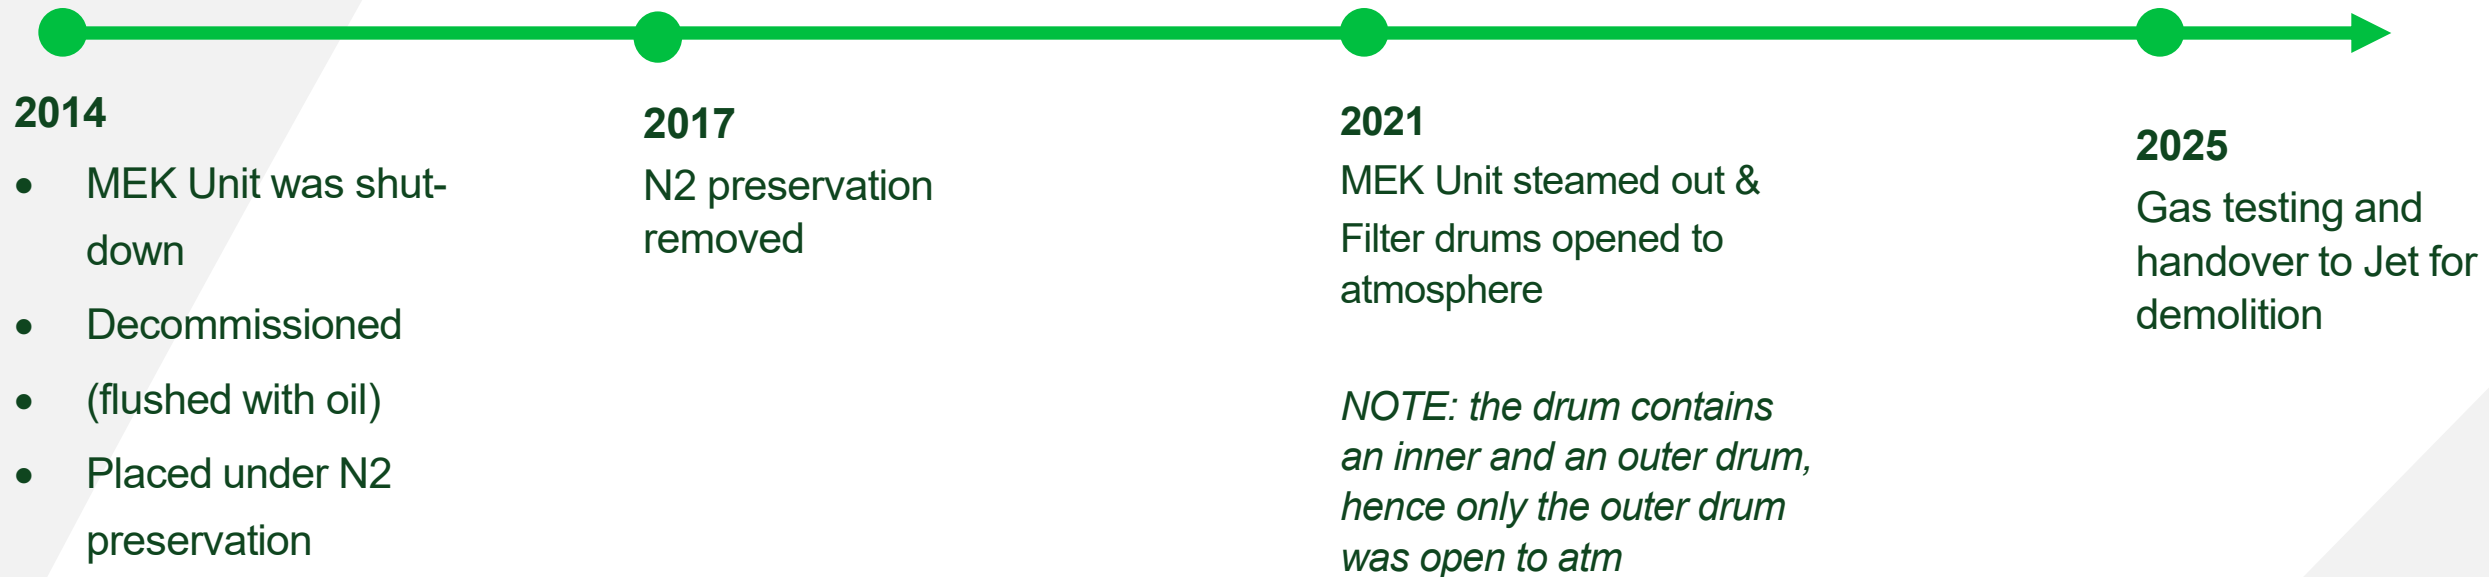 2014
• MEK Unit was shut-
down
• Decommissioned
• (flushed with oil)
• Placed under N2
preservation
2017
N2 preservation
removed
2021
MEK Unit steamed out &
Filter drums opened to
atmosphere
NOTE: the drum contains
an inner and an outer drum,
hence only the outer drum
was open to atm
2025
Gas testing and
handover to Jet for
demolition